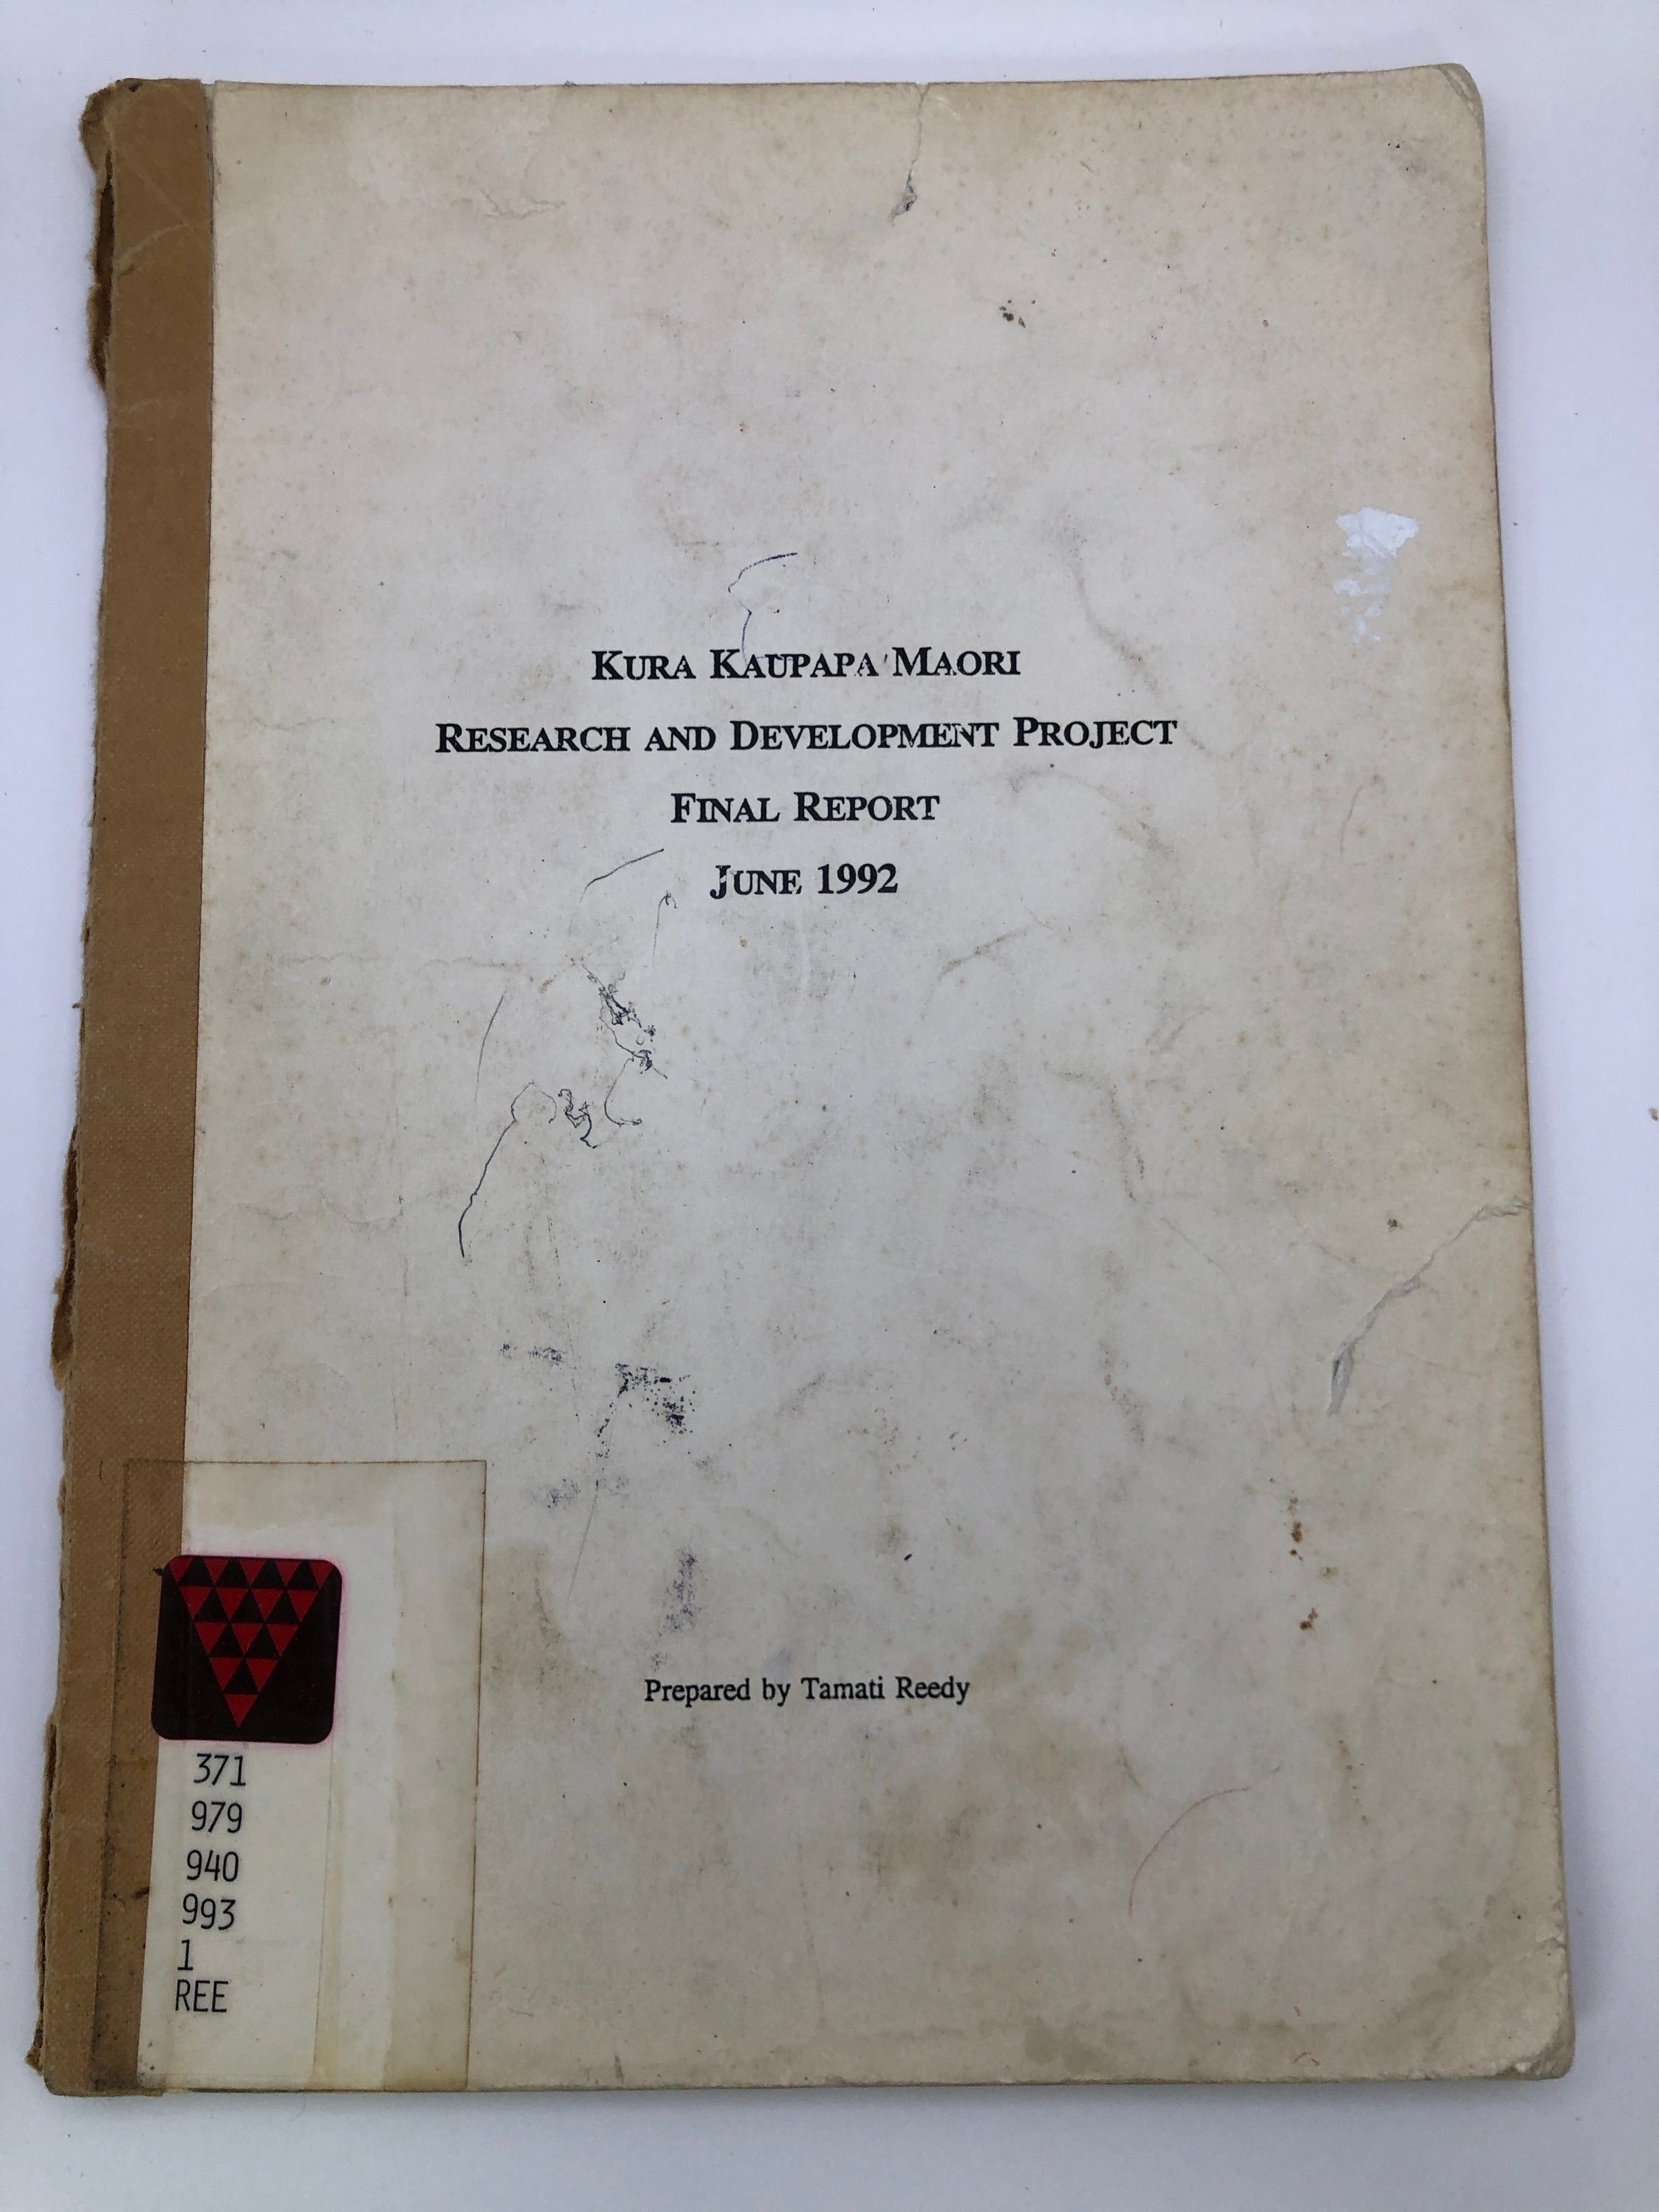 KURA KAUPAPA MAORI
RESEARCH AND DEVELOPMENT PROJECT
FINAL REPORT
JUNE 1992
Prepared by Tamati Reedy
371
979
940
993
1
REE